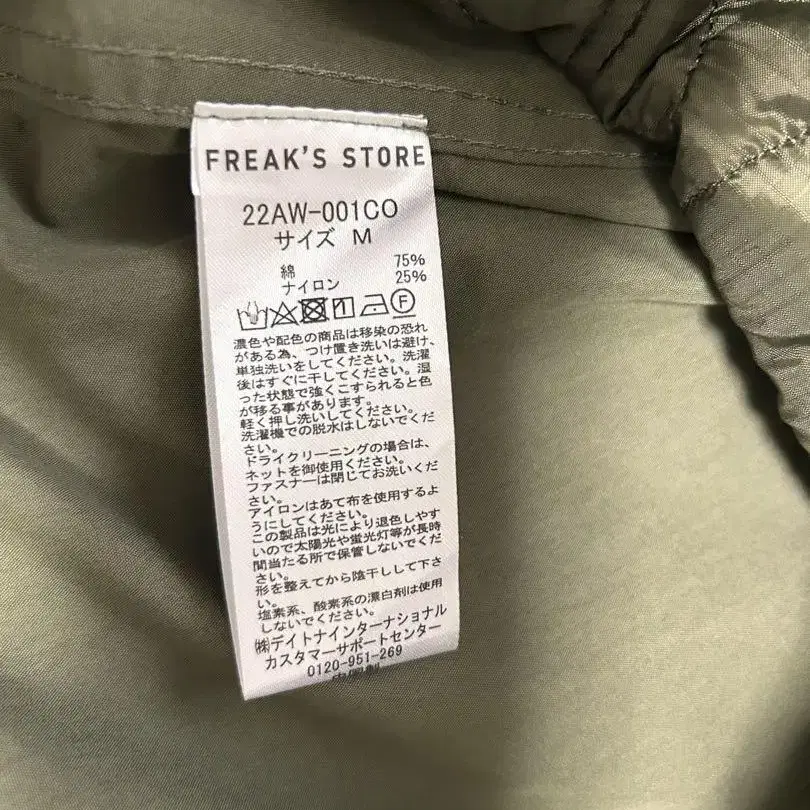 FREAK'S STORE
22AW-001CO
サイズ M
綿 75%
ナイロン 25%
濃色や配色の商品は移染の恐れ
がある為、つけ置き洗いは避け、
単独洗いをしてください。洗濯
後はすぐに干してください。湿
った状態で強くこすられると色
が移る事があります。
軽く押し洗いしてください。
洗濯機での脱水はしないでくだ
さい。
ドライクリーニングの場合は、
ネットを御使用ください。
ファスナーは閉じてお洗いくだ
さい。
アイロンはあて布を使用するよ
うにしてください。
この製品は光により退色しやす
いので太陽光や蛍光灯等が長時
間当たる所で保管しないでくだ
さい。
形を整えてから陰干しして下さ
い。
塩素系、酸素系の漂白剤は使用
しないでください。
㈱デイトナインターナショナル
カスタマーサポートセンター
0120-951-269
中国製